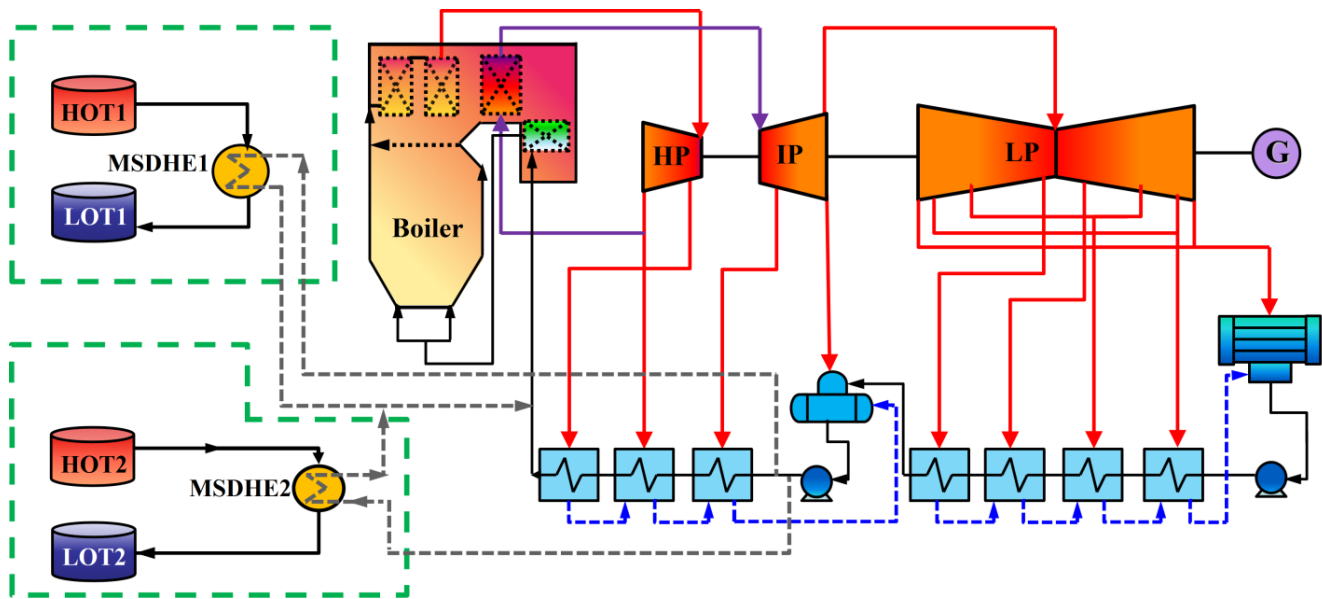 HOT1
MSDHE1
LOT1
Boiler
HP
IP
LP
G
HOT2
MSDHE2
LOT2